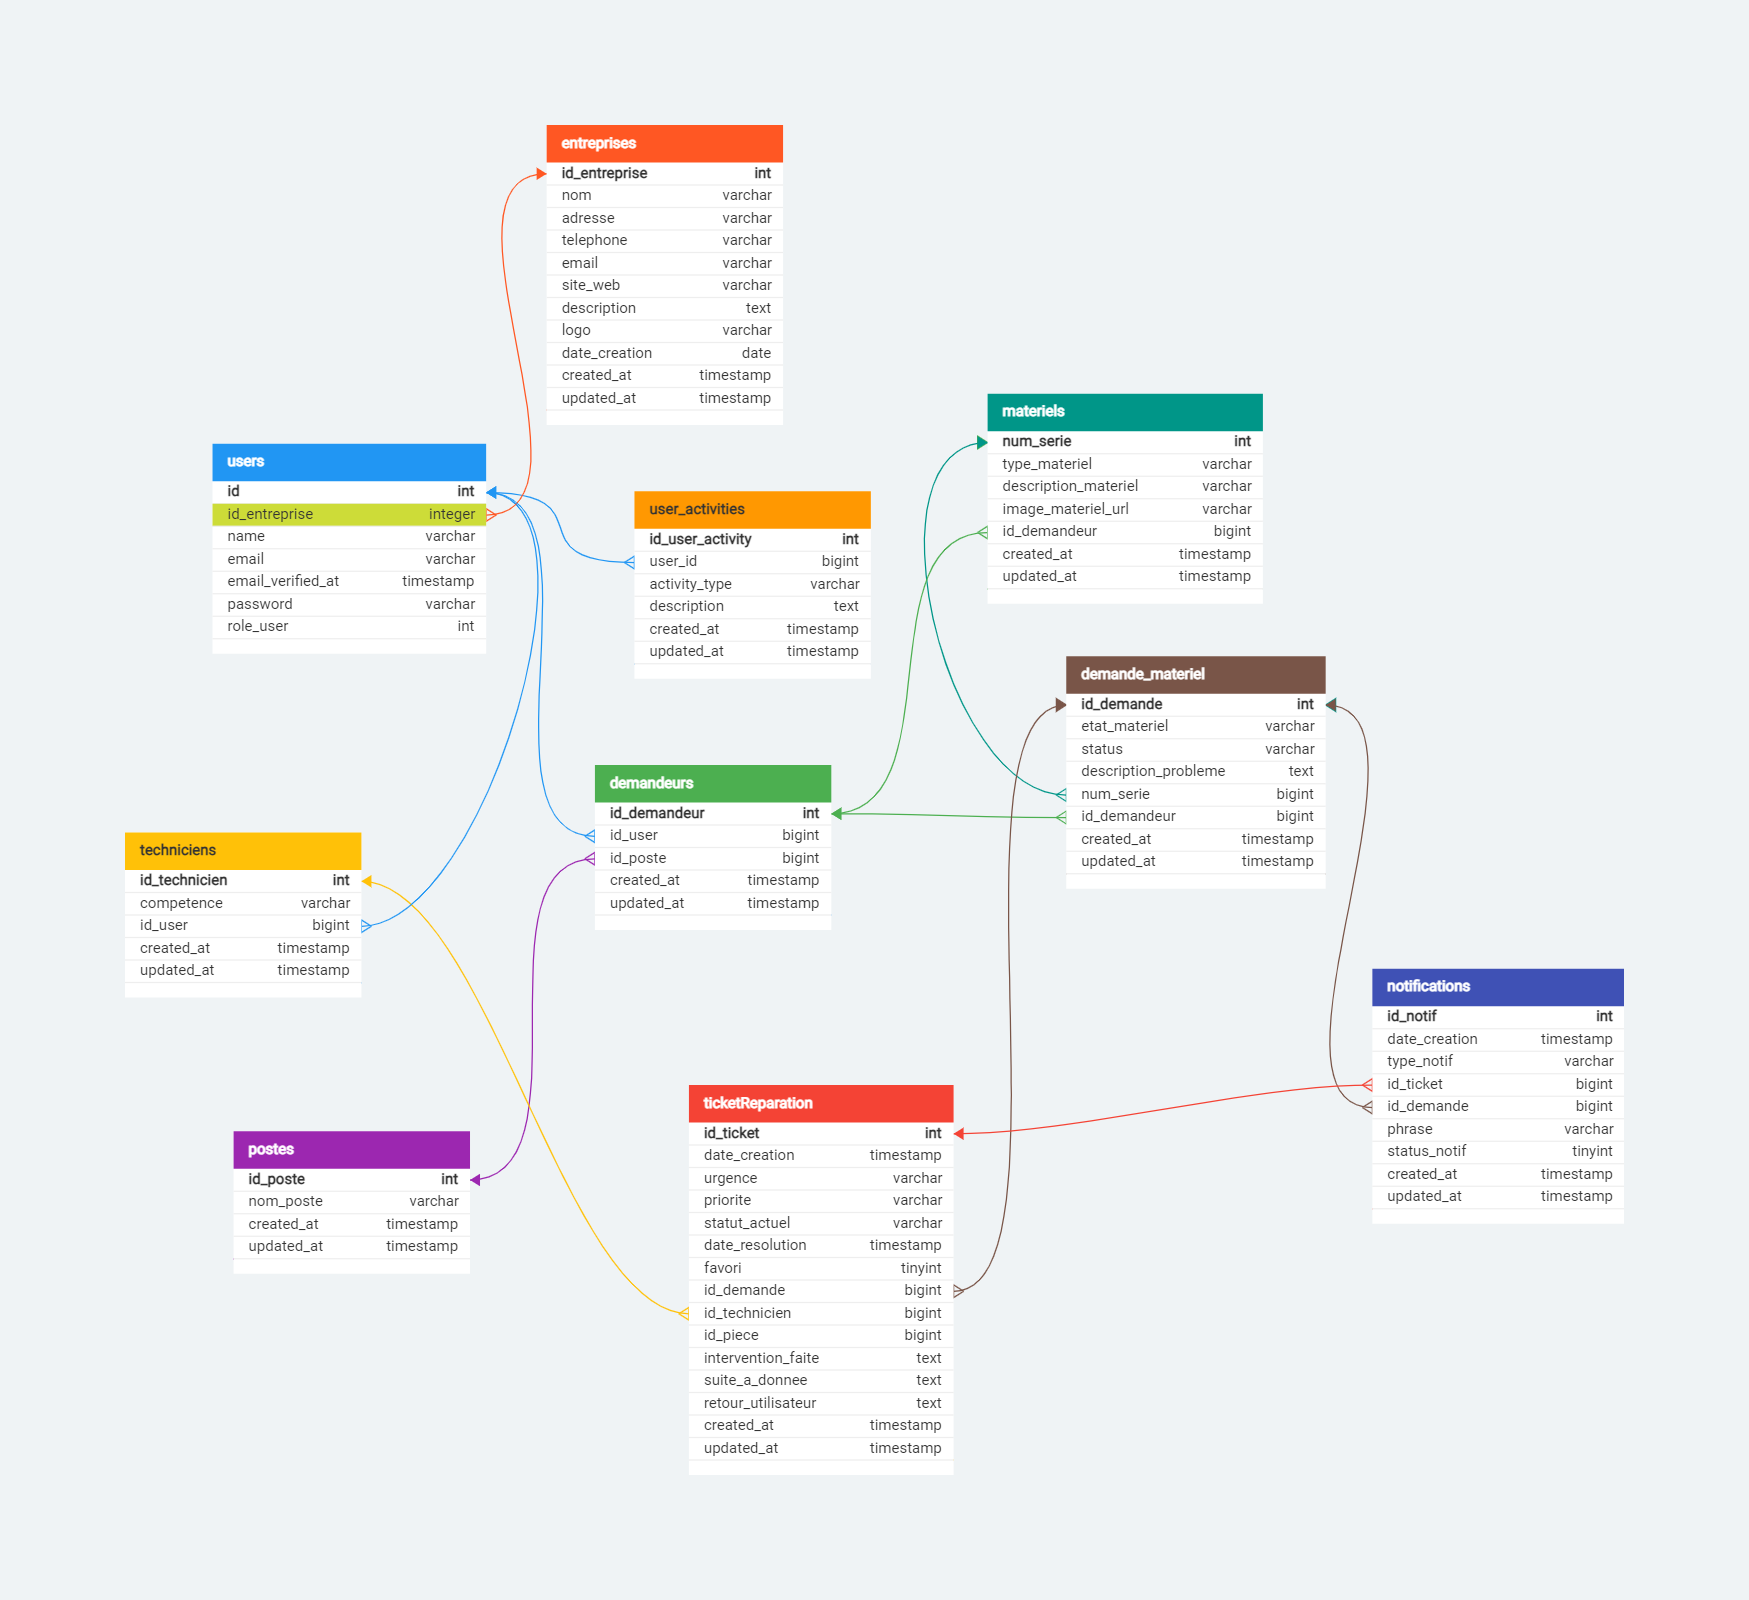 entreprises
id_entreprise int
nom varchar
adresse varchar
telephone varchar
email varchar
site_web varchar
description text
logo varchar
date_creation date
created_at timestamp
updated_at timestamp
materiels
num_serie int
type_materiel varchar
description_materiel varchar
image_materiel_url varchar
id_demandeur bigint
created_at timestamp
updated_at timestamp
users
id int
id_entreprise integer
name varchar
email varchar
email_verified_at timestamp
password varchar
role_user int
user_activities
id_user_activity int
user_id bigint
activity_type varchar
description text
created_at timestamp
updated_at timestamp
demande_materiel
id_demande int
etat_materiel varchar
status varchar
description_probleme text
num_serie bigint
id_demandeur bigint
created_at timestamp
updated_at timestamp
demandeurs
id_demandeur int
id_user bigint
id_poste bigint
created_at timestamp
updated_at timestamp
techniciens
id_technicien int
competence varchar
id_user bigint
created_at timestamp
updated_at timestamp
notifications
id_notif int
date_creation timestamp
type_notif varchar
id_ticket bigint
id_demande bigint
phrase varchar
status_notif tinyint
created_at timestamp
updated_at timestamp
ticketReparation
id_ticket int
date_creation timestamp
urgence varchar
priorite varchar
statut_actuel varchar
date_resolution timestamp
favori tinyint
id_demande bigint
id_technicien bigint
id_piece bigint
intervention_faite text
suite_a_donnee text
retour_utilisateur text
created_at timestamp
updated_at timestamp
postes
id_poste int
nom_poste varchar
created_at timestamp
updated_at timestamp